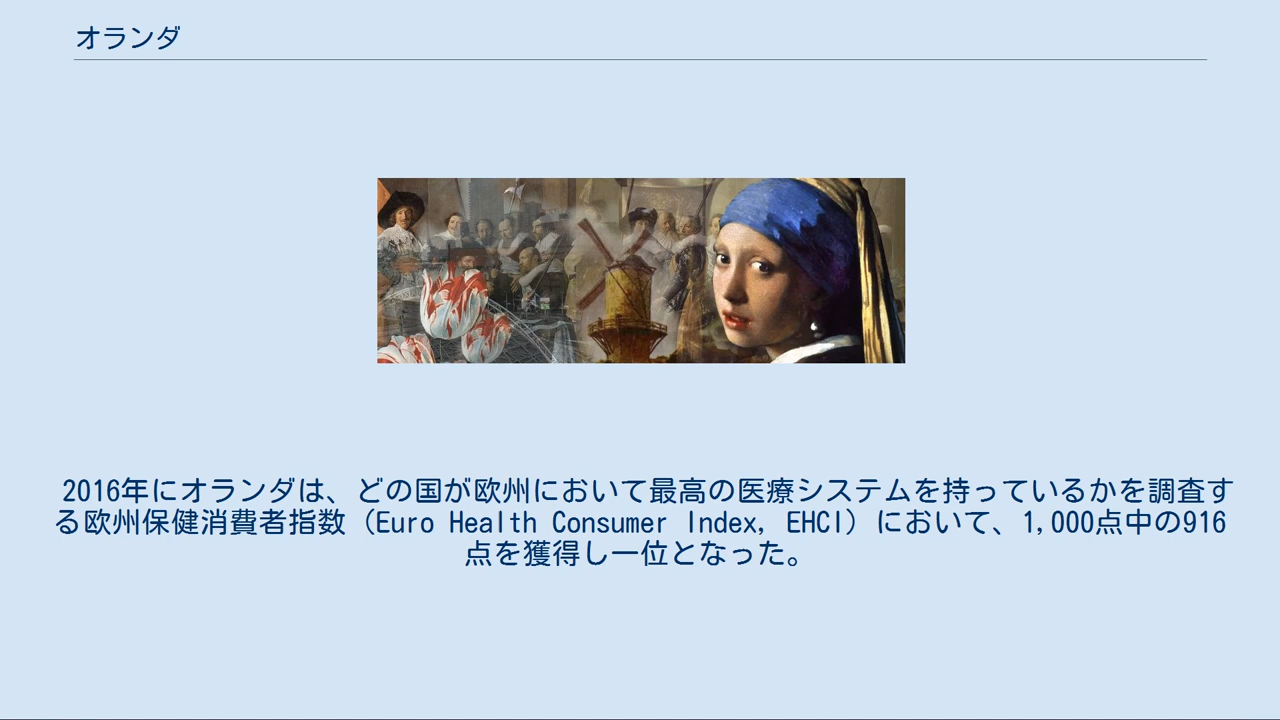 オランダ
2016年にオランダは、どの国が欧州において最高の医療システムを持っているかを調査す
る欧州保健消費者指数（Euro Health Consumer Index, EHCI）において、1,000点中の916
点を獲得し一位となった。